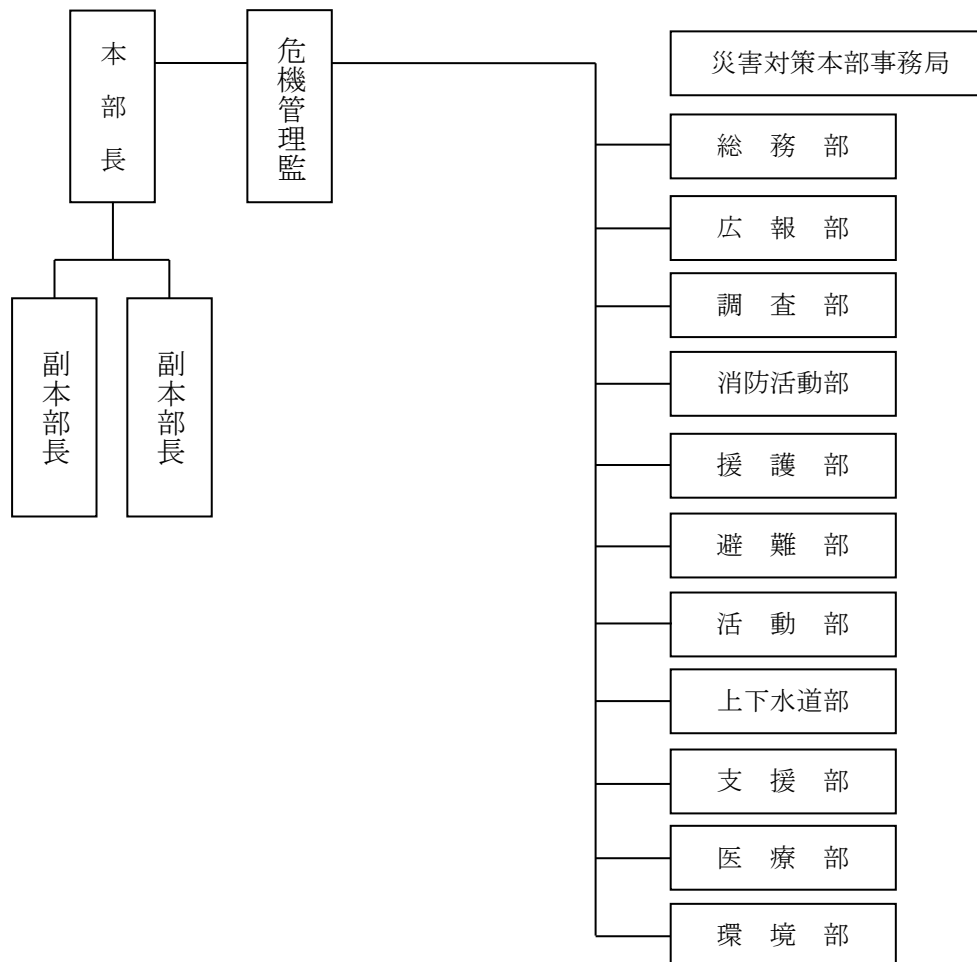 本部長
危機管理監
副本部長
副本部長
災害対策本部事務局
総　務　部
広　報　部
調　査　部
消防活動部
援　護　部
避　難　部
活　動　部
上下水道部
支　援　部
医　療　部
環　境　部